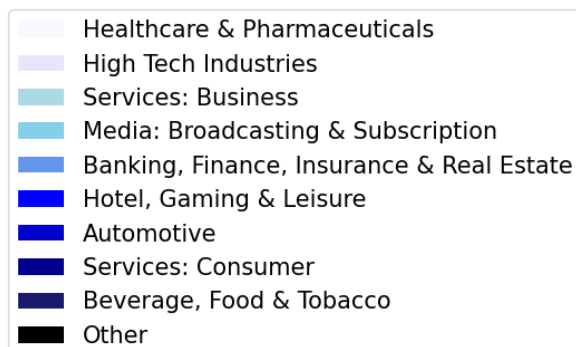 Healthcare & Pharmaceuticals
High Tech Industries
Services: Business
Media: Broadcasting & Subscription
Banking, Finance, Insurance & Real Estate
Hotel, Gaming & Leisure
Automotive
Services: Consumer
Beverage, Food & Tobacco
Other